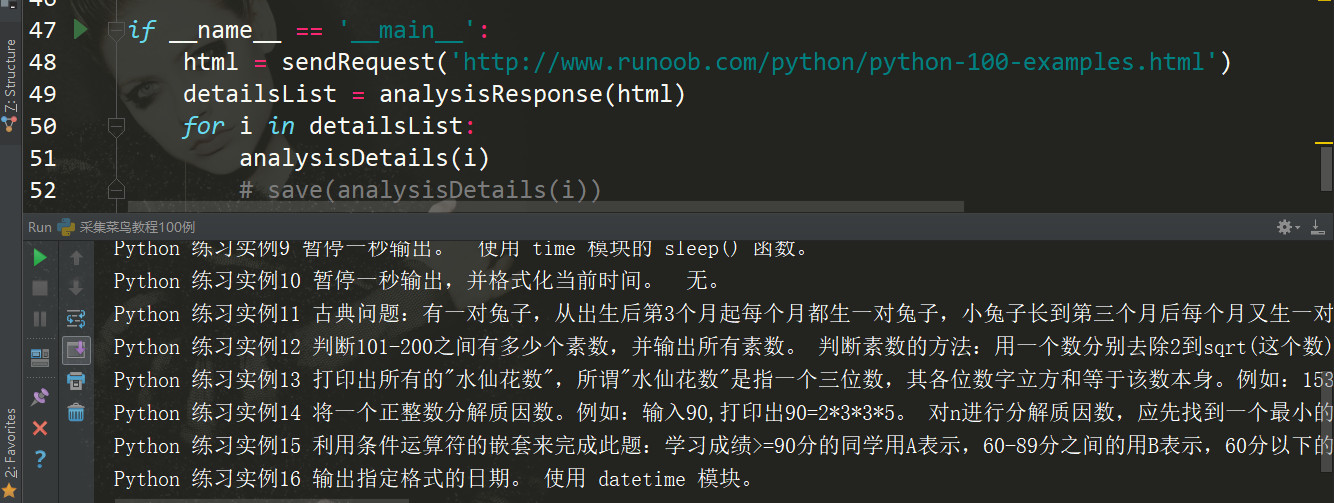 46
47 if __name__ == '__main__':
48 html = sendRequest('http://www.runoob.com/python/python-100-examples.html')
49 detailsList = analysisResponse(html)
50 for i in detailsList:
51 analysisDetails(i)
52 # save(analysisDetails(i))
Z: Structure
2: Favorites
Run 采集菜鸟教程100例
Python 练习实例9 暂停一秒输出。 使用 time 模块的 sleep() 函数。
Python 练习实例10 暂停一秒输出，并格式化当前时间。 无。
Python 练习实例11 古典问题：有一对兔子，从出生后第3个月起每个月都生一对兔子，小兔子长到第三个月后每个月又生一对
Python 练习实例12 判断101-200之间有多少个素数，并输出所有素数。 判断素数的方法：用一个数分别去除2到sqrt(这个数)
Python 练习实例13 打印出所有的"水仙花数"，所谓"水仙花数"是指一个三位数，其各位数字立方和等于该数本身。例如：153
Python 练习实例14 将一个正整数分解质因数。例如：输入90,打印出90=2*3*3*5。 对n进行分解质因数，应先找到一个最小的
Python 练习实例15 利用条件运算符的嵌套来完成此题：学习成绩>=90分的同学用A表示，60-89分之间的用B表示，60分以下的
Python 练习实例16 输出指定格式的日期。 使用 datetime 模块。